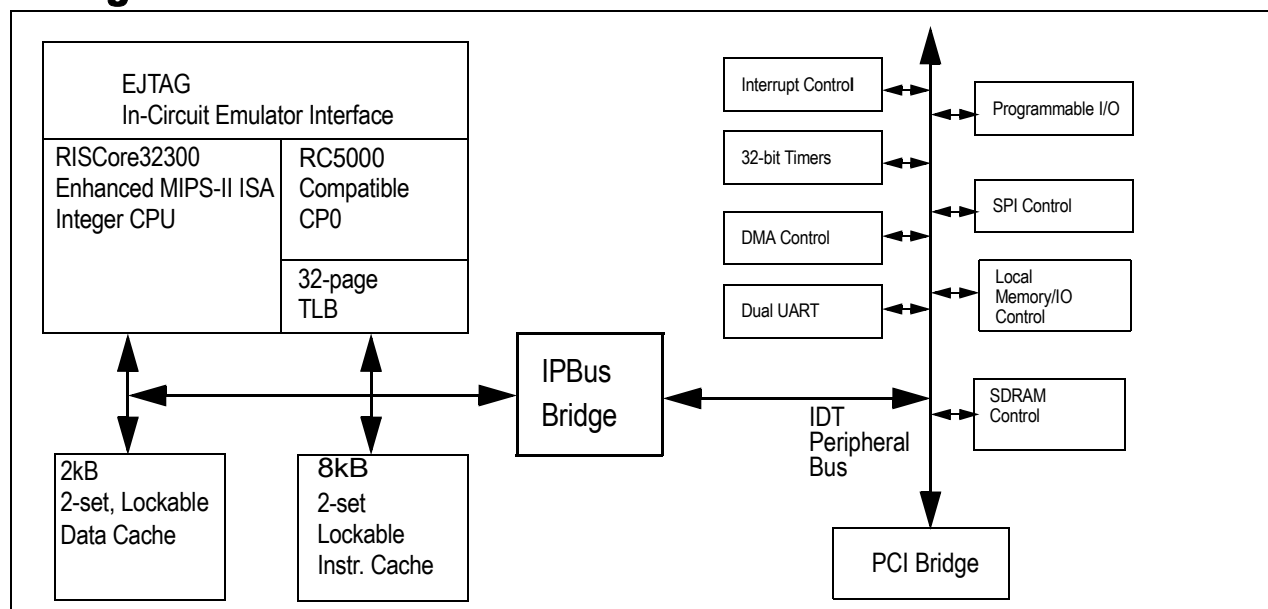 EJTAG
In-Circuit Emulator Interface
RISCore32300
Enhanced MIPS-II ISA
Integer CPU
RC5000
Compatible
CP0
32-page
TLB
2kB
2-set, Lockable
Data Cache
8kB
2-set
Lockable
Instr. Cache
IPBus
Bridge
IDT
Peripheral
Bus
Interrupt Control
32-bit Timers
DMA Control
Dual UART
Programmable I/O
SPI Control
Local
Memory/IO
Control
SDRAM
Control
PCI Bridge